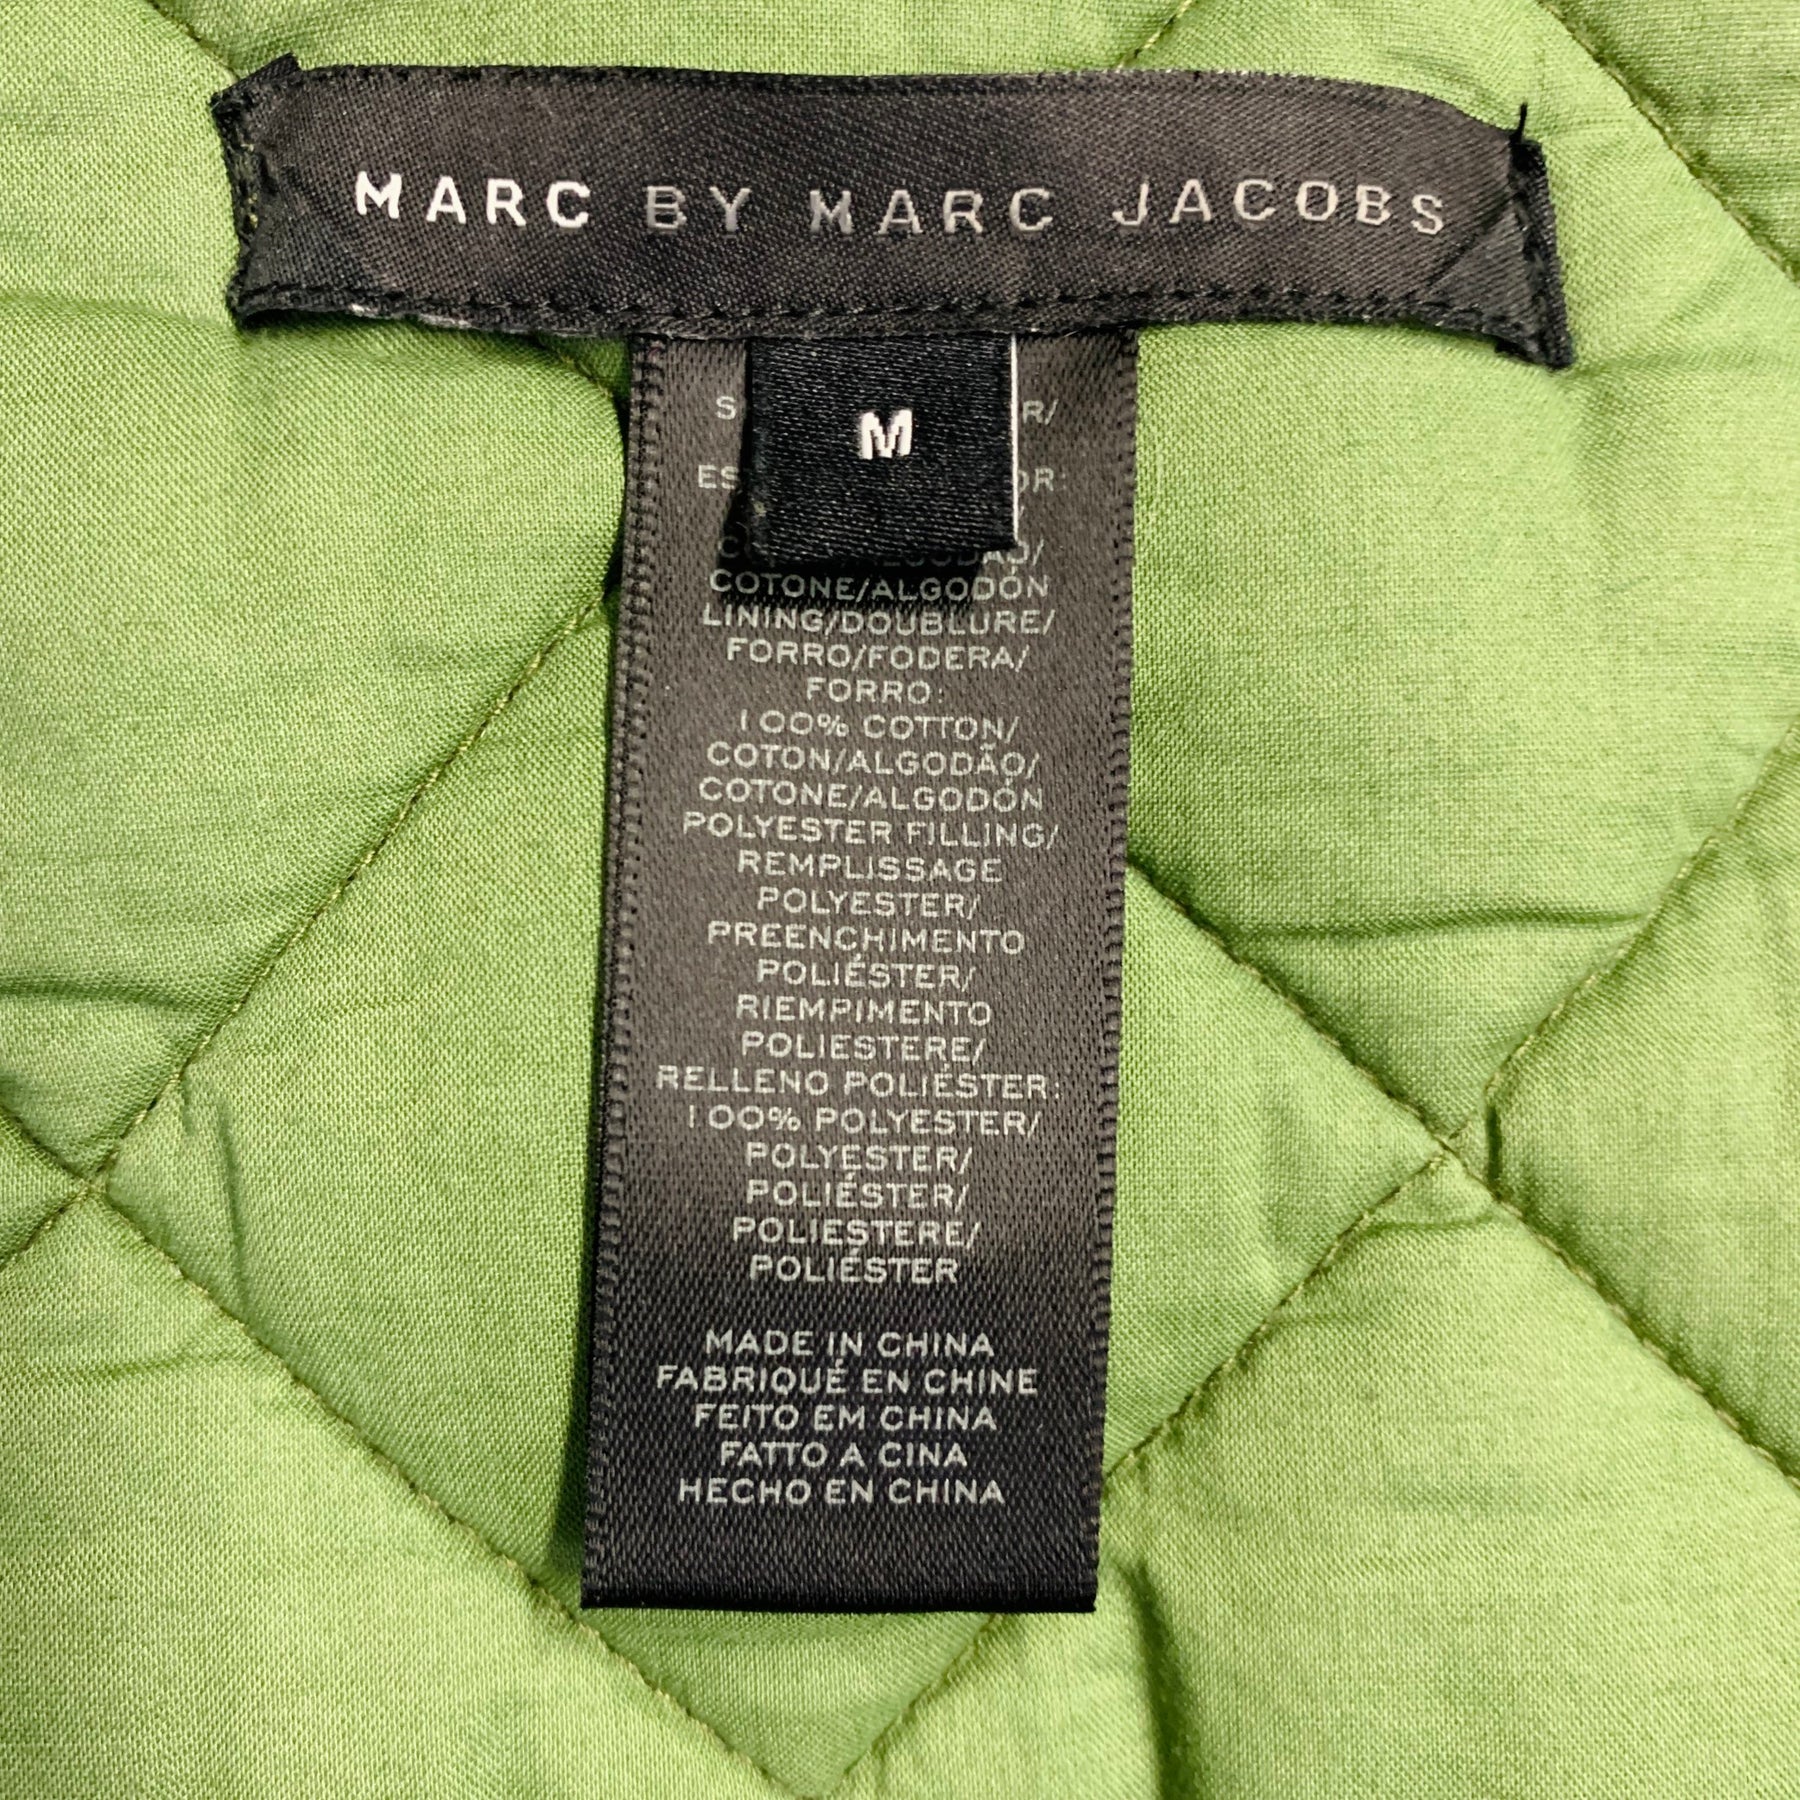 MARC BY MARC JACOBS
M
COTONE/ALGODÓN
LINING/DOUBLURE/
FORRO/FODERA/
FORRO:
100% COTTON/
COTON/ALGODÃO/
COTONE/ALGODÓN
POLYESTER FILLING/
REMPLISSAGE
POLYESTER/
PREENCHIMENTO
POLIÉSTER/
RIEMPIMENTO
POLIESTERE/
RELLENO POLIÉSTER:
100% POLYESTER/
POLYESTER/
POLIÉSTER/
POLIESTERE/
POLIÉSTER
MADE IN CHINA
FABRIQUÉ EN CHINE
FEITO EM CHINA
FATTO A CINA
HECHO EN CHINA